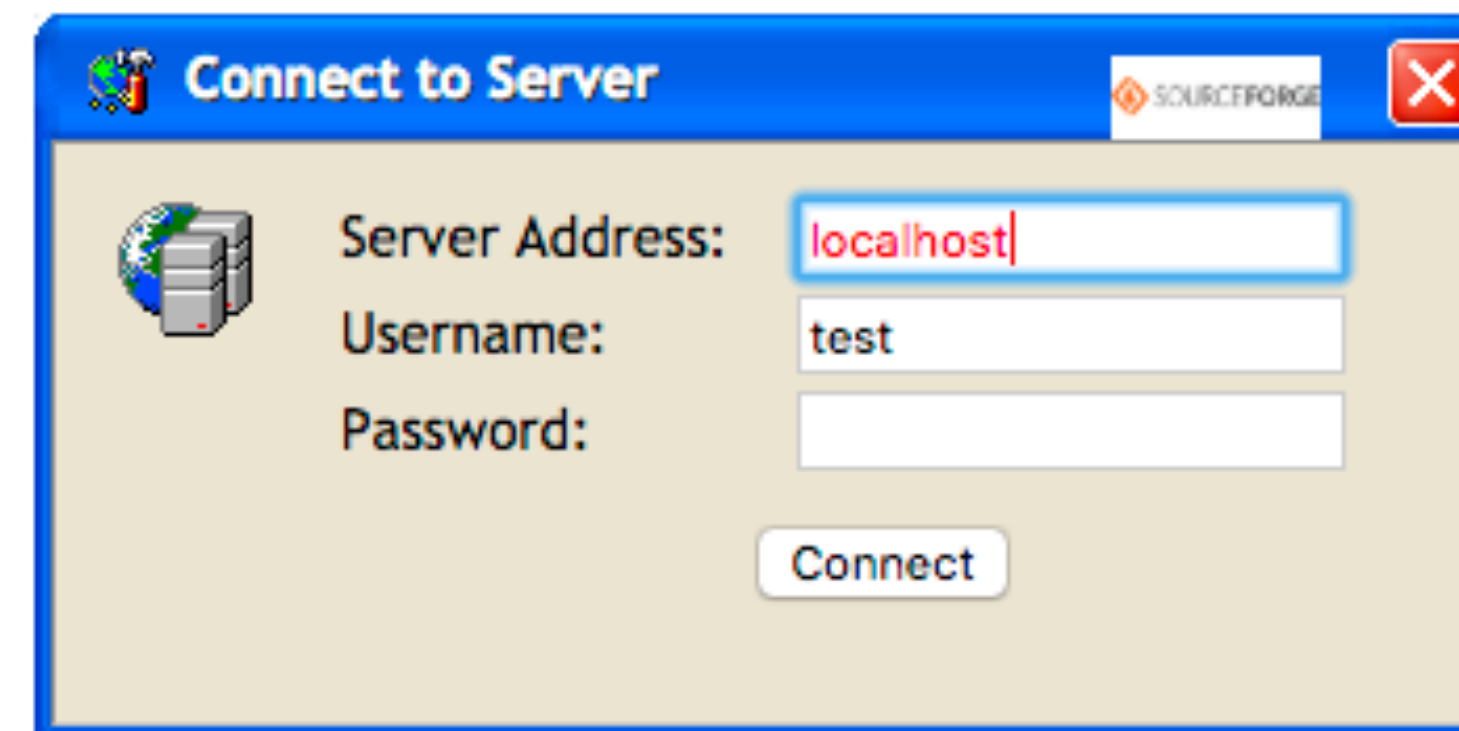 Connect to Server
SOURCEFORGE
Server Address: localhost
Username: test
Password:
Connect